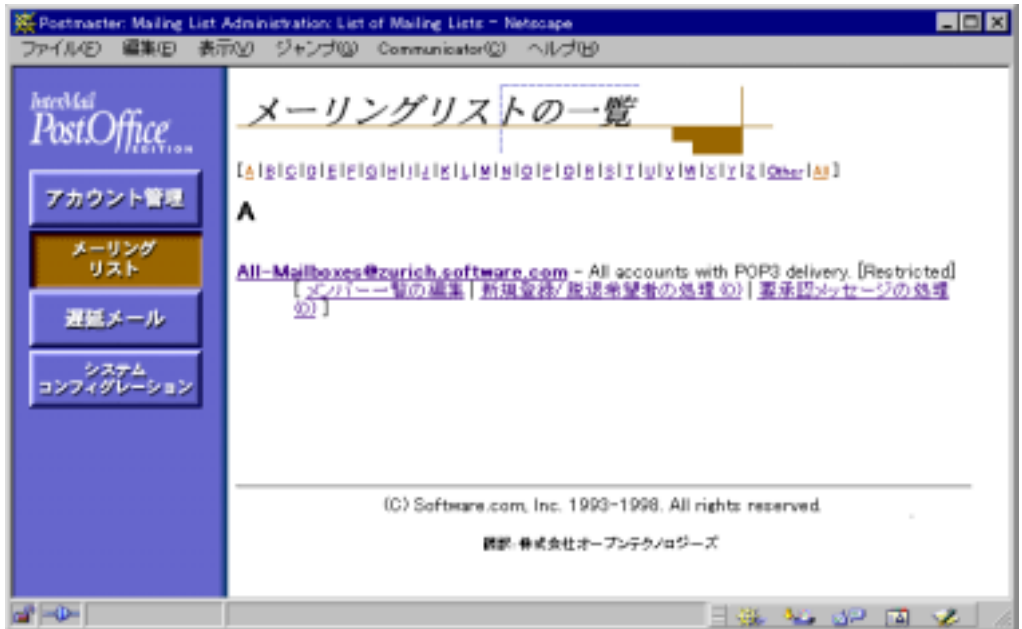 Postmaster: Mailing List Administration: List of Mailing Lists - Netscape
ファイル(F) 編集(E) 表示(V) ジャンプ(G) Communicator(C) ヘルプ(H)
InterMail
Post.Office
EDITION
アカウント管理
メーリング
リスト
遅延メール
システム
コンフィグレーション
メーリングリストの一覧
[A|B|C|D|E|F|G|H|I|J|K|L|M|N|O|P|Q|R|S|T|U|V|W|X|Y|Z|Other|All]
A
All-Mailboxes@zurich.software.com - All accounts with POP3 delivery. [Restricted]
[ メンバー一覧の編集 | 新規登録/脱退希望者の処理 (0) | 要承認メッセージの処理
(0) ]
(C) Software.com, Inc. 1993-1998. All rights reserved.
翻訳: 株式会社オープンテクノロジーズ